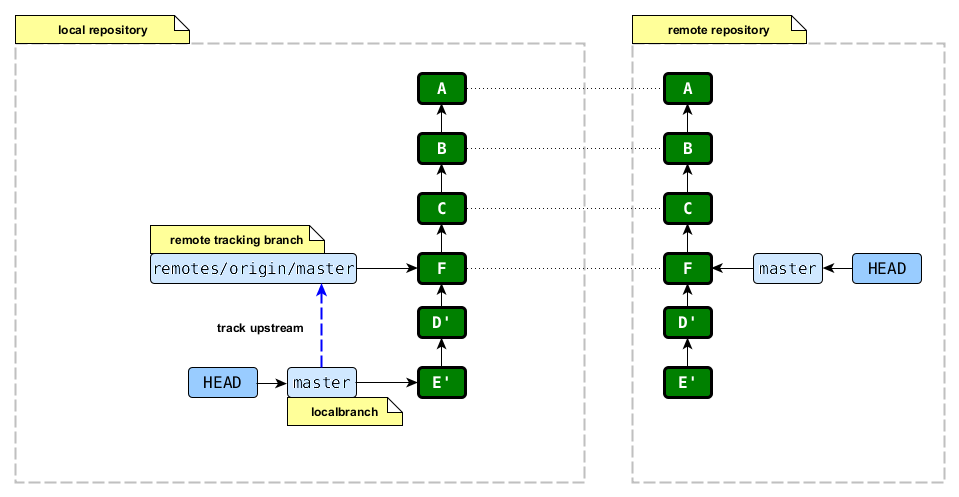 local repository
remote repository
A
A
B
B
C
C
remote tracking branch
remotes/origin/master
F
F
master
HEAD
track upstream
D'
D'
HEAD
master
E'
E'
localbranch